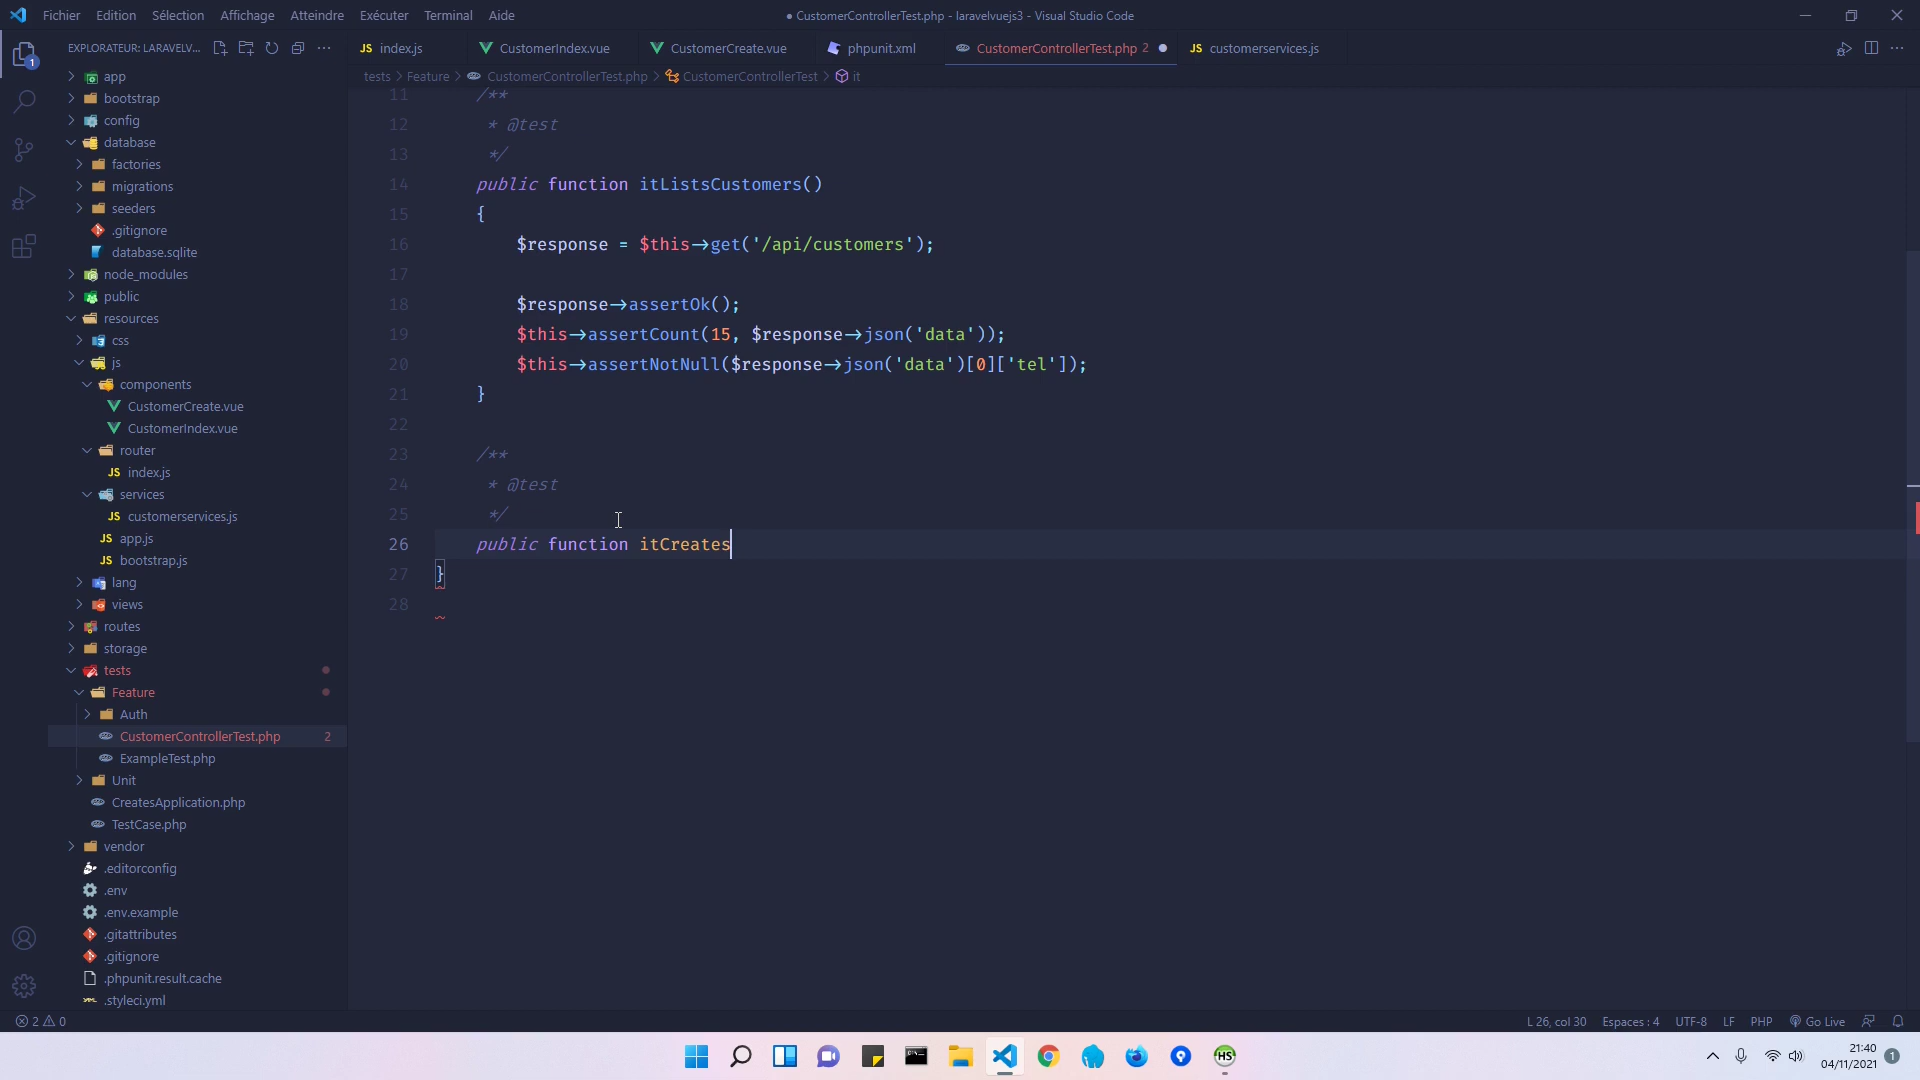 Fichier Edition Sélection Affichage Atteindre Exécuter Terminal Aide
● CustomerControllerTest.php - laravelvuejs3 - Visual Studio Code
EXPLORATEUR: LARAVELV...
JS index.js
CustomerIndex.vue
CustomerCreate.vue
phpunit.xml
CustomerControllerTest.php 2
JS customerservices.js
tests > Feature > CustomerControllerTest.php > CustomerControllerTest > it
1
app
bootstrap
config
database
factories
migrations
seeders
.gitignore
database.sqlite
node_modules
public
resources
css
js
components
CustomerCreate.vue
CustomerIndex.vue
router
JS index.js
services
JS customerservices.js
JS app.js
JS bootstrap.js
lang
views
routes
storage
tests
Feature
Auth
CustomerControllerTest.php 2
ExampleTest.php
Unit
CreatesApplication.php
TestCase.php
vendor
.editorconfig
.env
.env.example
.gitattributes
.gitignore
.phpunit.result.cache
.styleci.yml
11 /**
12 * @test
13 */
14 public function itListsCustomers()
15 {
16 $response = $this->get('/api/customers');
17
18 $response->assertOk();
19 $this->assertCount(15, $response->json('data'));
20 $this->assertNotNull($response->json('data')[0]['tel']);
21 }
22
23 /**
24 * @test
25 */
26 public function itCreates
27 }
28
2 0
L 26, col 30 Espaces : 4 UTF-8 LF PHP Go Live
HS
21:40
04/11/2021
1